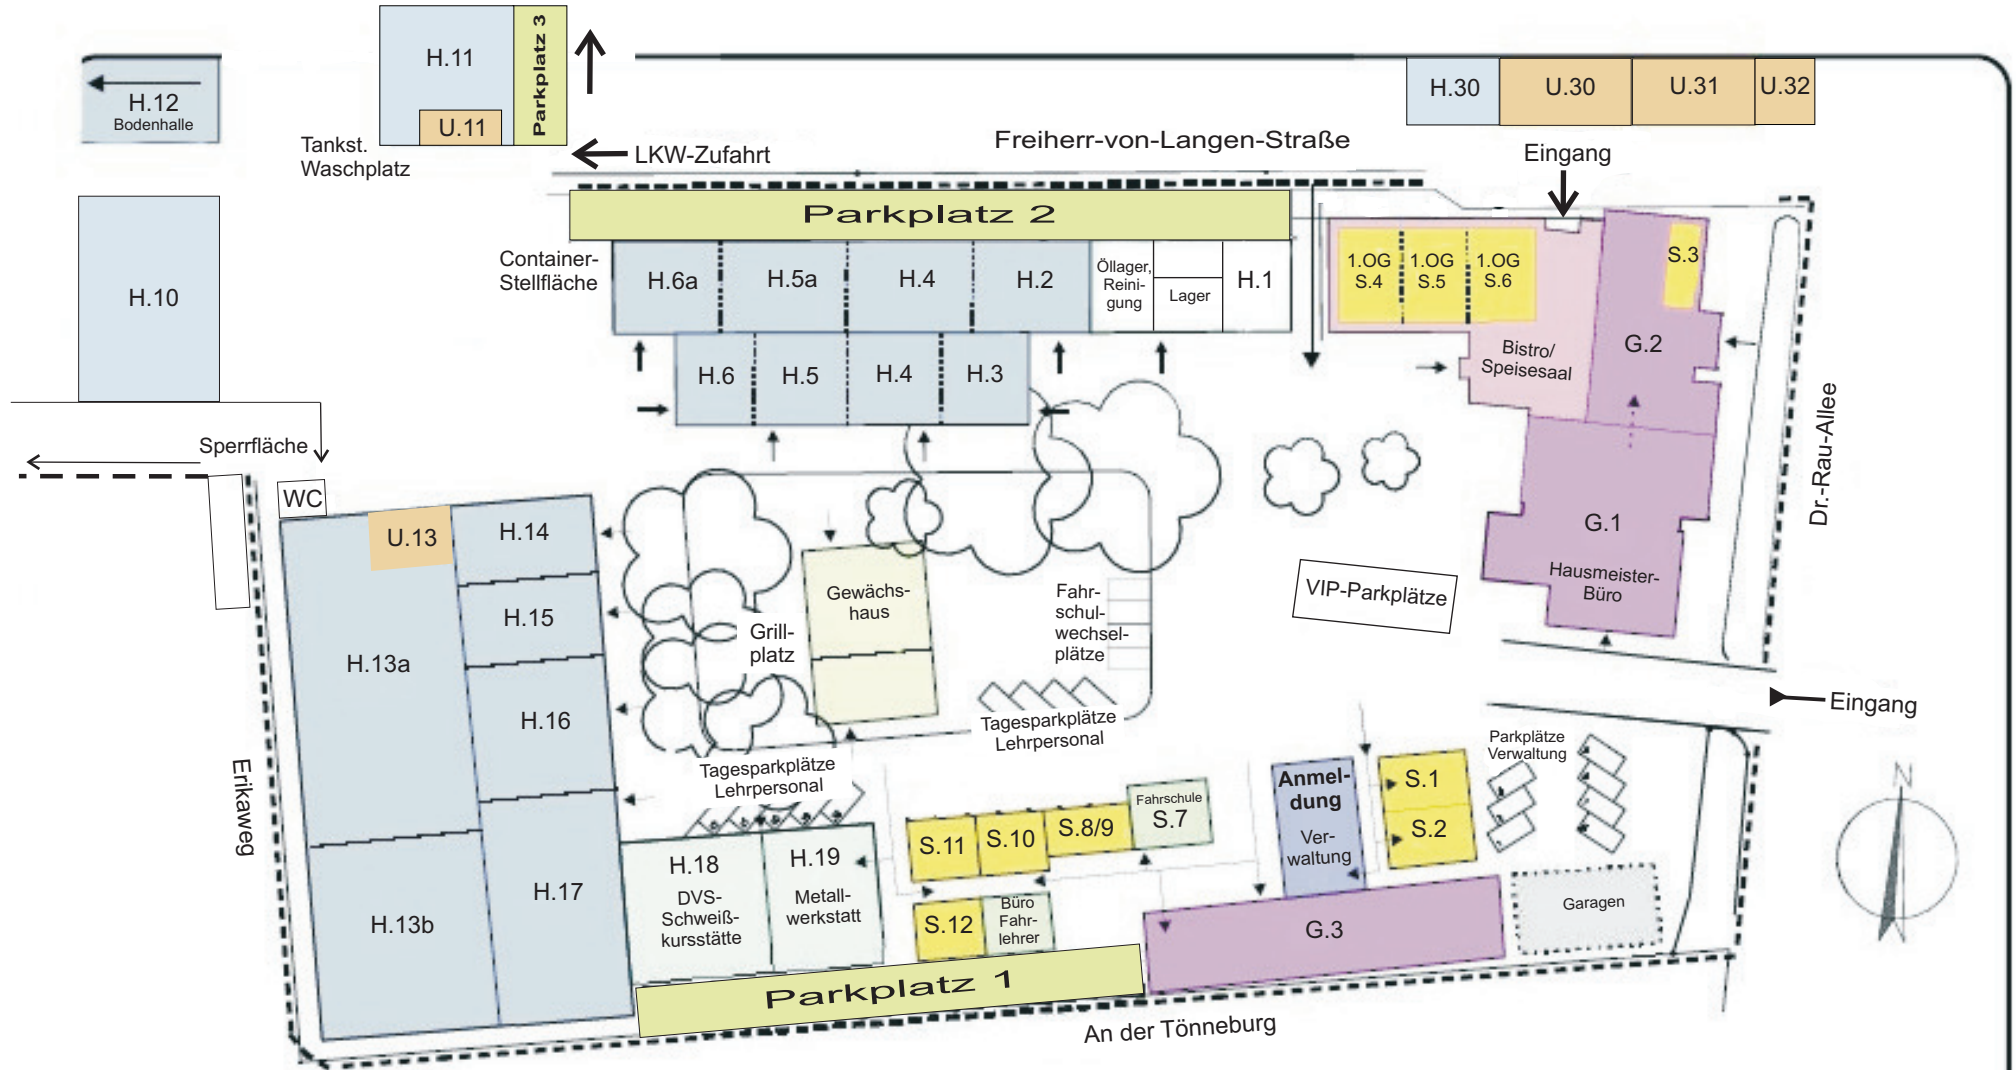 H.11
Parkplatz 3
U.11
H.12
Bodenhalle
Tankst.
Waschplatz
LKW-Zufahrt
Freiherr-von-Langen-Straße
H.30
U.30
U.31
U.32
Eingang
Parkplatz 2
H.10
Container-
Stellfläche
H.6a
H.5a
H.4
H.2
Öllager,
Reini-
gung
Lager
H.1
1.OG
S.4
1.OG
S.5
1.OG
S.6
S.3
G.2
Bistro/
Speisesaal
H.6
H.5
H.4
H.3
Dr.-Rau-Allee
Sperrfläche
WC
U.13
H.14
H.15
H.13a
H.16
H.17
H.13b
Erikaweg
Grill-
platz
Gewächs-
haus
Fahr-
schul-
wechsel-
plätze
VIP-Parkplätze
G.1
Hausmeister-
Büro
Eingang
Tagesparkplätze
Lehrpersonal
Tagesparkplätze
Lehrpersonal
Parkplätze
Verwaltung
N
Anmel-
dung
Ver-
waltung
S.1
S.2
Fahrschule
S.7
S.8/9
S.10
S.11
H.18
DVS-
Schweiß-
kursstätte
H.19
Metall-
werkstatt
S.12
Büro
Fahr-
lehrer
G.3
Garagen
Parkplatz 1
An der Tönneburg